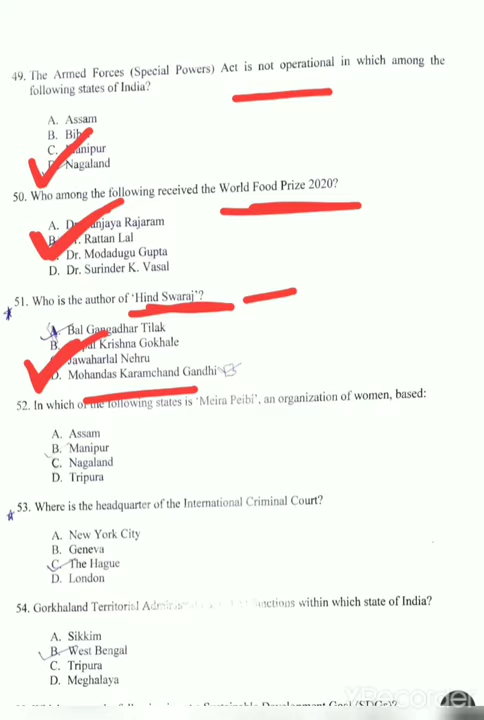 49. The Armed Forces (Special Powers) Act is not operational in which among the
following states of India?
A. Assam
B.
C. Manipur
Nagaland
50. Who among the following received the World Food Prize 2020?
A. Rajaram
Rattan Lal
Dr. Modadugu Gupta
D. Dr. Surinder K. Vasal
51. Who is the author of ‘Hind Swaraj’?
A. Bal Gangadhar Tilak
B. Krishna Gokhale
Jawaharlal Nehru
D. Mohandas Karamchand Gandhi
52. In which of the following states is ‘Meira Peibi’, an organization of women, based:
A. Assam
B. Manipur
C. Nagaland
D. Tripura
53. Where is the headquarter of the International Criminal Court?
A. New York City
B. Geneva
C. The Hague
D. London
54. Gorkhaland Territorial functions within which state of India?
A. Sikkim
B. West Bengal
C. Tripura
D. Meghalaya
XRecorder